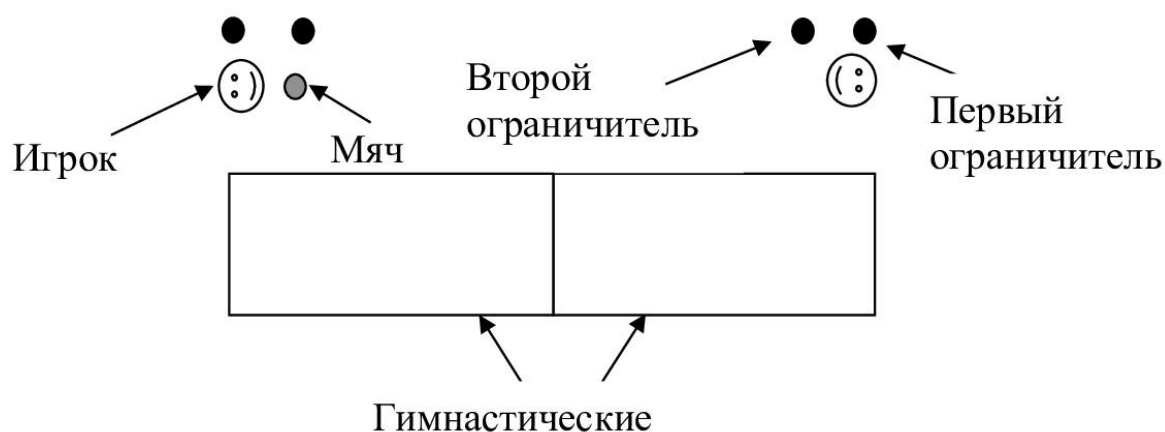 Второй
ограничитель
Первый
ограничитель
Игрок
Мяч
Гимнастические